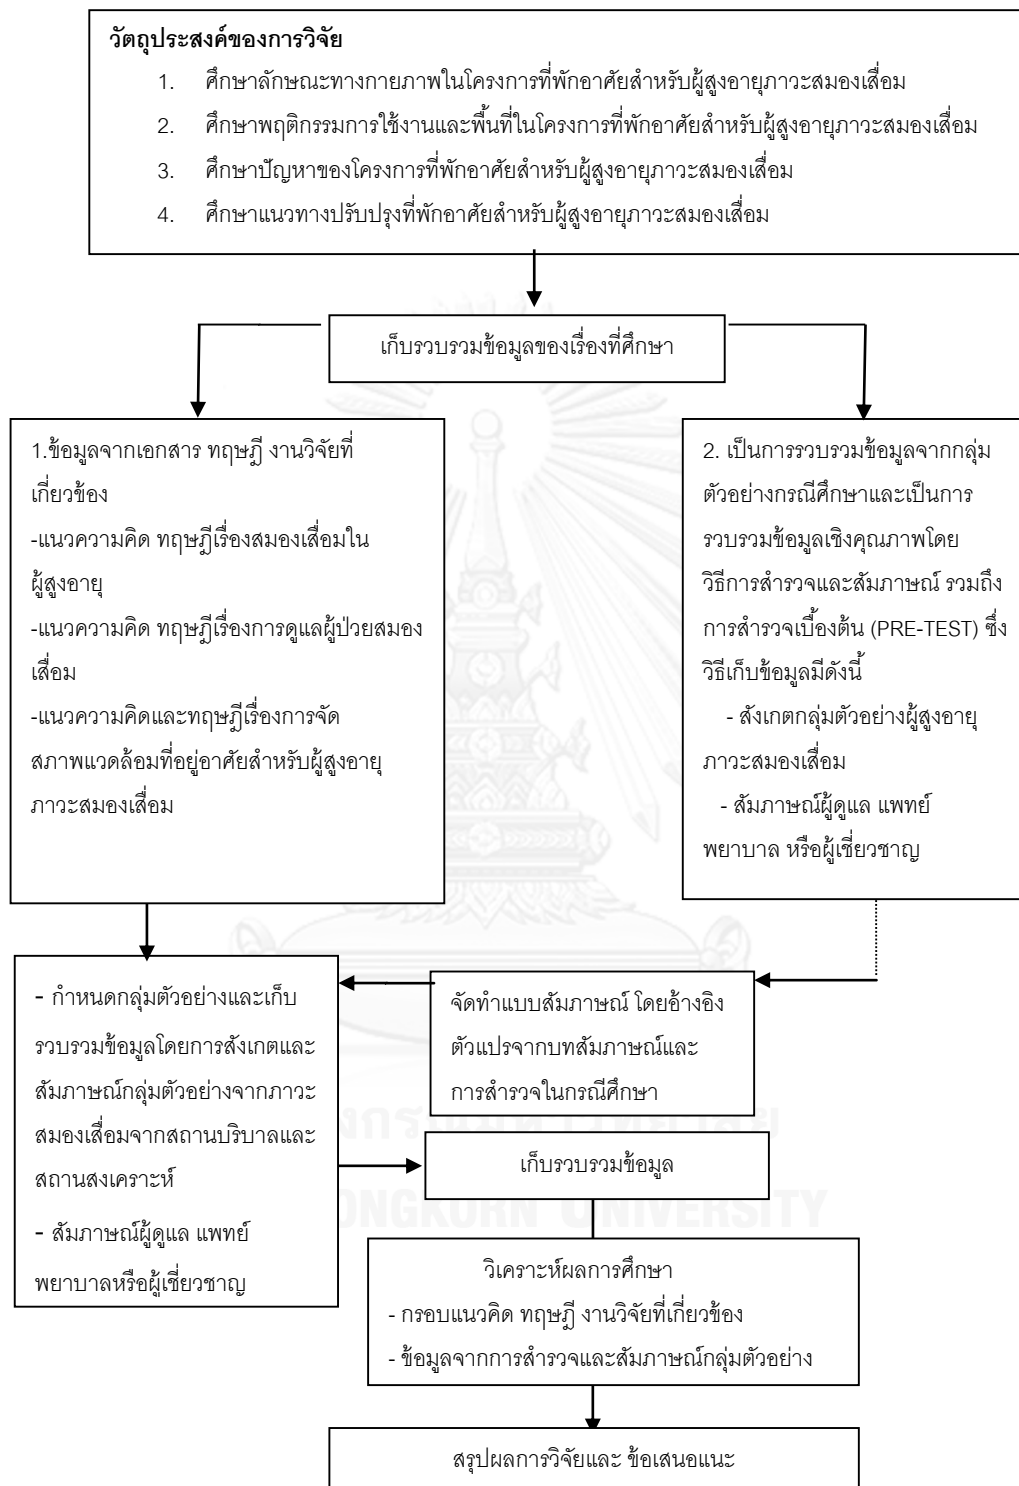 วัตถุประสงค์ของการวิจัย
1. ศึกษาลักษณะทางกายภาพในโครงการที่พักอาศัยสำหรับผู้สูงอายุภาวะสมองเสื่อม
2. ศึกษาพฤติกรรมการใช้งานและพื้นที่ในโครงการที่พักอาศัยสำหรับผู้สูงอายุภาวะสมองเสื่อม
3. ศึกษาปัญหาของโครงการที่พักอาศัยสำหรับผู้สูงอายุภาวะสมองเสื่อม
4. ศึกษาแนวทางปรับปรุงที่พักอาศัยสำหรับผู้สูงอายุภาวะสมองเสื่อม
เก็บรวบรวมข้อมูลของเรื่องที่ศึกษา
1.ข้อมูลจากเอกสาร ทฤษฎี งานวิจัยที่
เกี่ยวข้อง
-แนวความคิด ทฤษฎีเรื่องสมองเสื่อมใน
ผู้สูงอายุ
-แนวความคิด ทฤษฎีเรื่องการดูแลผู้ป่วยสมอง
เสื่อม
-แนวความคิดและทฤษฎีเรื่องการจัด
สภาพแวดล้อมที่อยู่อาศัยสำหรับผู้สูงอายุ
ภาวะสมองเสื่อม
2. เป็นการรวบรวมข้อมูลจากกลุ่ม
ตัวอย่างกรณีศึกษาและเป็นการ
รวบรวมข้อมูลเชิงคุณภาพโดย
วิธีการสำรวจและสัมภาษณ์ รวมถึง
การสำรวจเบื้องต้น (PRE-TEST) ซึ่ง
วิธีเก็บข้อมูลมีดังนี้
- สังเกตกลุ่มตัวอย่างผู้สูงอายุ
ภาวะสมองเสื่อม
- สัมภาษณ์ผู้ดูแล แพทย์
พยาบาล หรือผู้เชี่ยวชาญ
- กำหนดกลุ่มตัวอย่างและเก็บ
รวบรวมข้อมูลโดยการสังเกตและ
สัมภาษณ์กลุ่มตัวอย่างจากภาวะ
สมองเสื่อมจากสถานบริบาลและ
สถานสงเคราะห์
- สัมภาษณ์ผู้ดูแล แพทย์
พยาบาลหรือผู้เชี่ยวชาญ
จัดทำแบบสัมภาษณ์ โดยอ้างอิง
ตัวแปรจากบทสัมภาษณ์และ
การสำรวจในกรณีศึกษา
เก็บรวบรวมข้อมูล
วิเคราะห์ผลการศึกษา
- กรอบแนวคิด ทฤษฎี งานวิจัยที่เกี่ยวข้อง
- ข้อมูลจากการสำรวจและสัมภาษณ์กลุ่มตัวอย่าง
สรุปผลการวิจัยและ ข้อเสนอแนะ
ONGKORN UNIVERSITY